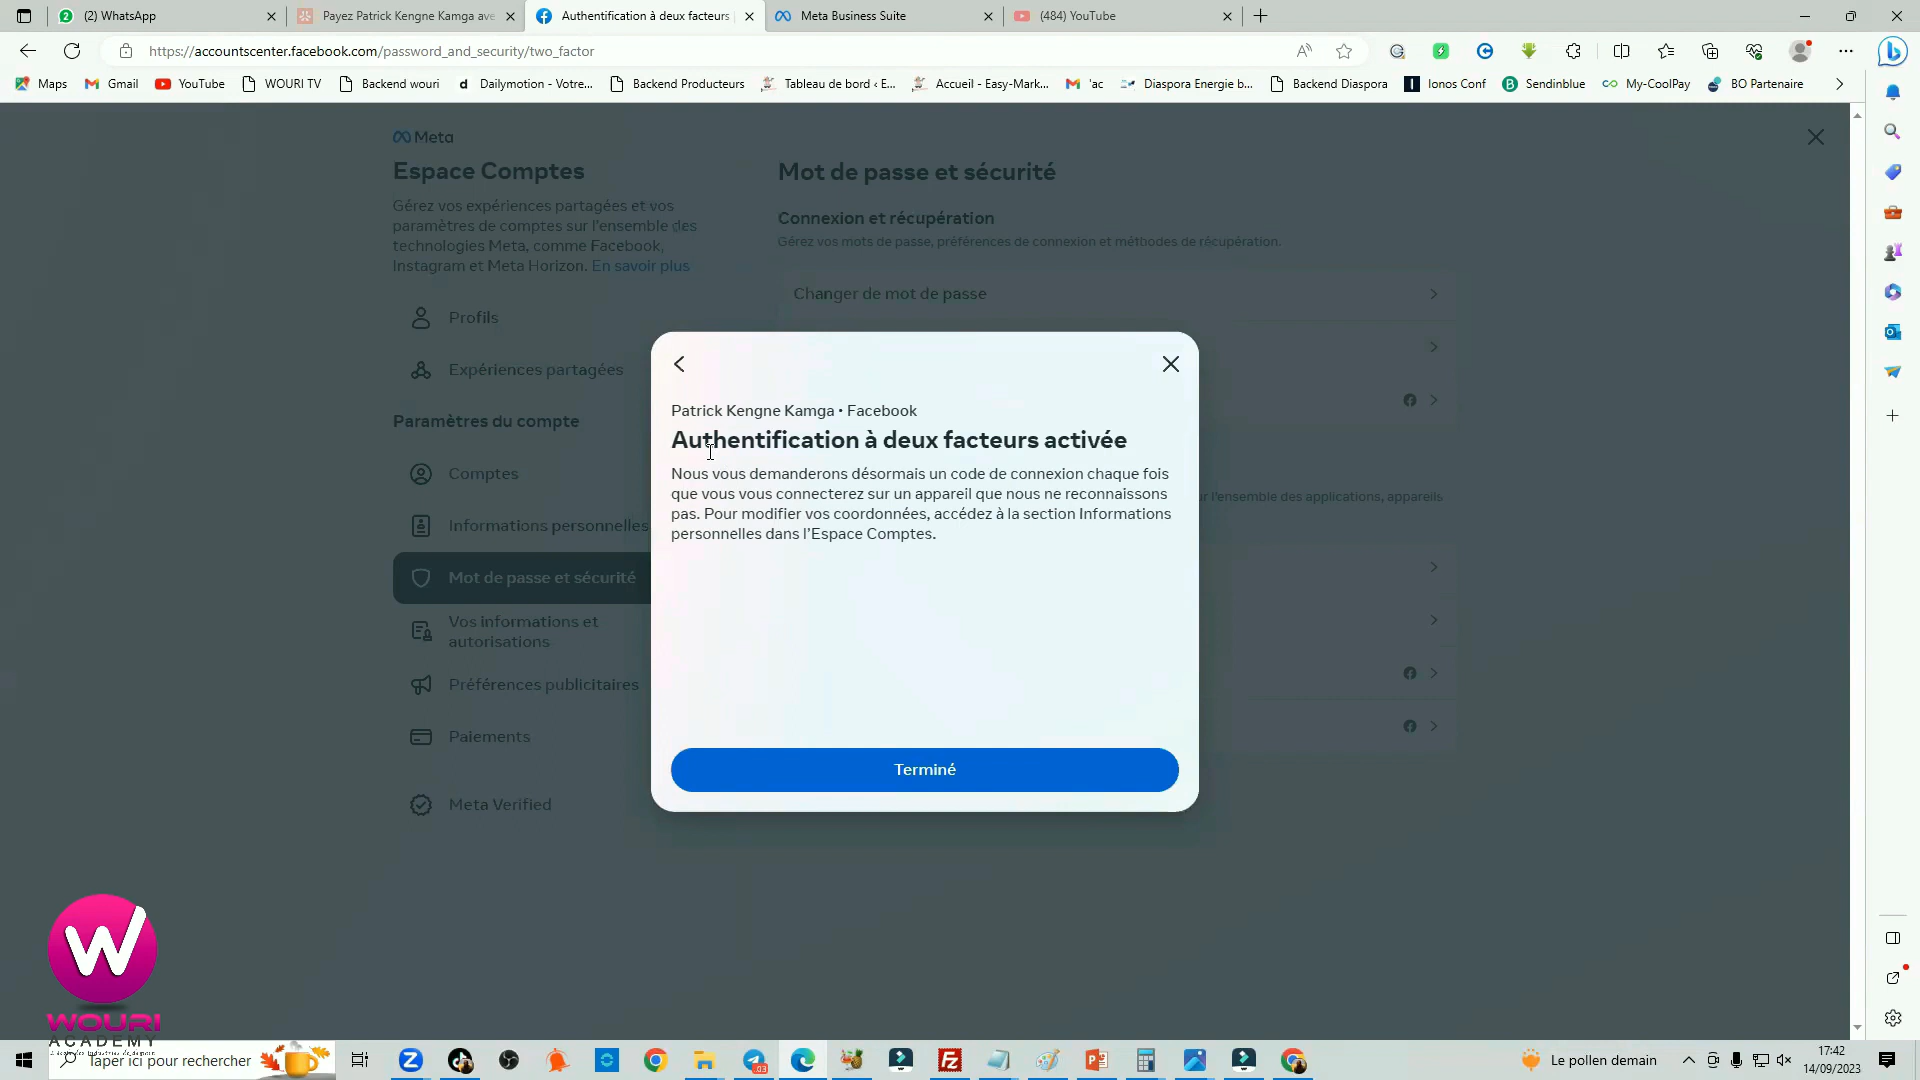 (2) WhatsApp
Payez Patrick Kengne Kamga ave
Authentification à deux facteurs
Meta Business Suite
(484) YouTube
https://accountscenter.facebook.com/password_and_security/two_factor
Maps
Gmail
YouTube
WOURI TV
Backend wouri
Dailymotion - Votre...
Backend Producteurs
Tableau de bord ‹ E...
Accueil - Easy-Mark...
'ac
Diaspora Energie b...
Backend Diaspora
Ionos Conf
Sendinblue
My-CoolPay
BO Partenaire
Meta
Espace Comptes
Gérez vos expériences partagées et vos
paramètres de comptes sur l'ensemble des
technologies Meta, comme Facebook,
Instagram et Meta Horizon. En savoir plus
Profils
Expériences partagées
Paramètres du compte
Comptes
Informations personnelles
Mot de passe et sécurité
Vos informations et
autorisations
Préférences publicitaires
Paiements
Meta Verified
Mot de passe et sécurité
Connexion et récupération
Gérez vos mots de passe, préférences de connexion et méthodes de récupération.
Changer de mot de passe
r l'ensemble des applications, appareils
Patrick Kengne Kamga • Facebook
Authentification à deux facteurs activée
Nous vous demanderons désormais un code de connexion chaque fois
que vous vous connecterez sur un appareil que nous ne reconnaissons
pas. Pour modifier vos coordonnées, accédez à la section Informations
personnelles dans l'Espace Comptes.
Terminé
W
WOURI
ACADEMY
Taper ici pour rechercher
Le pollen demain
17:42
14/09/2023